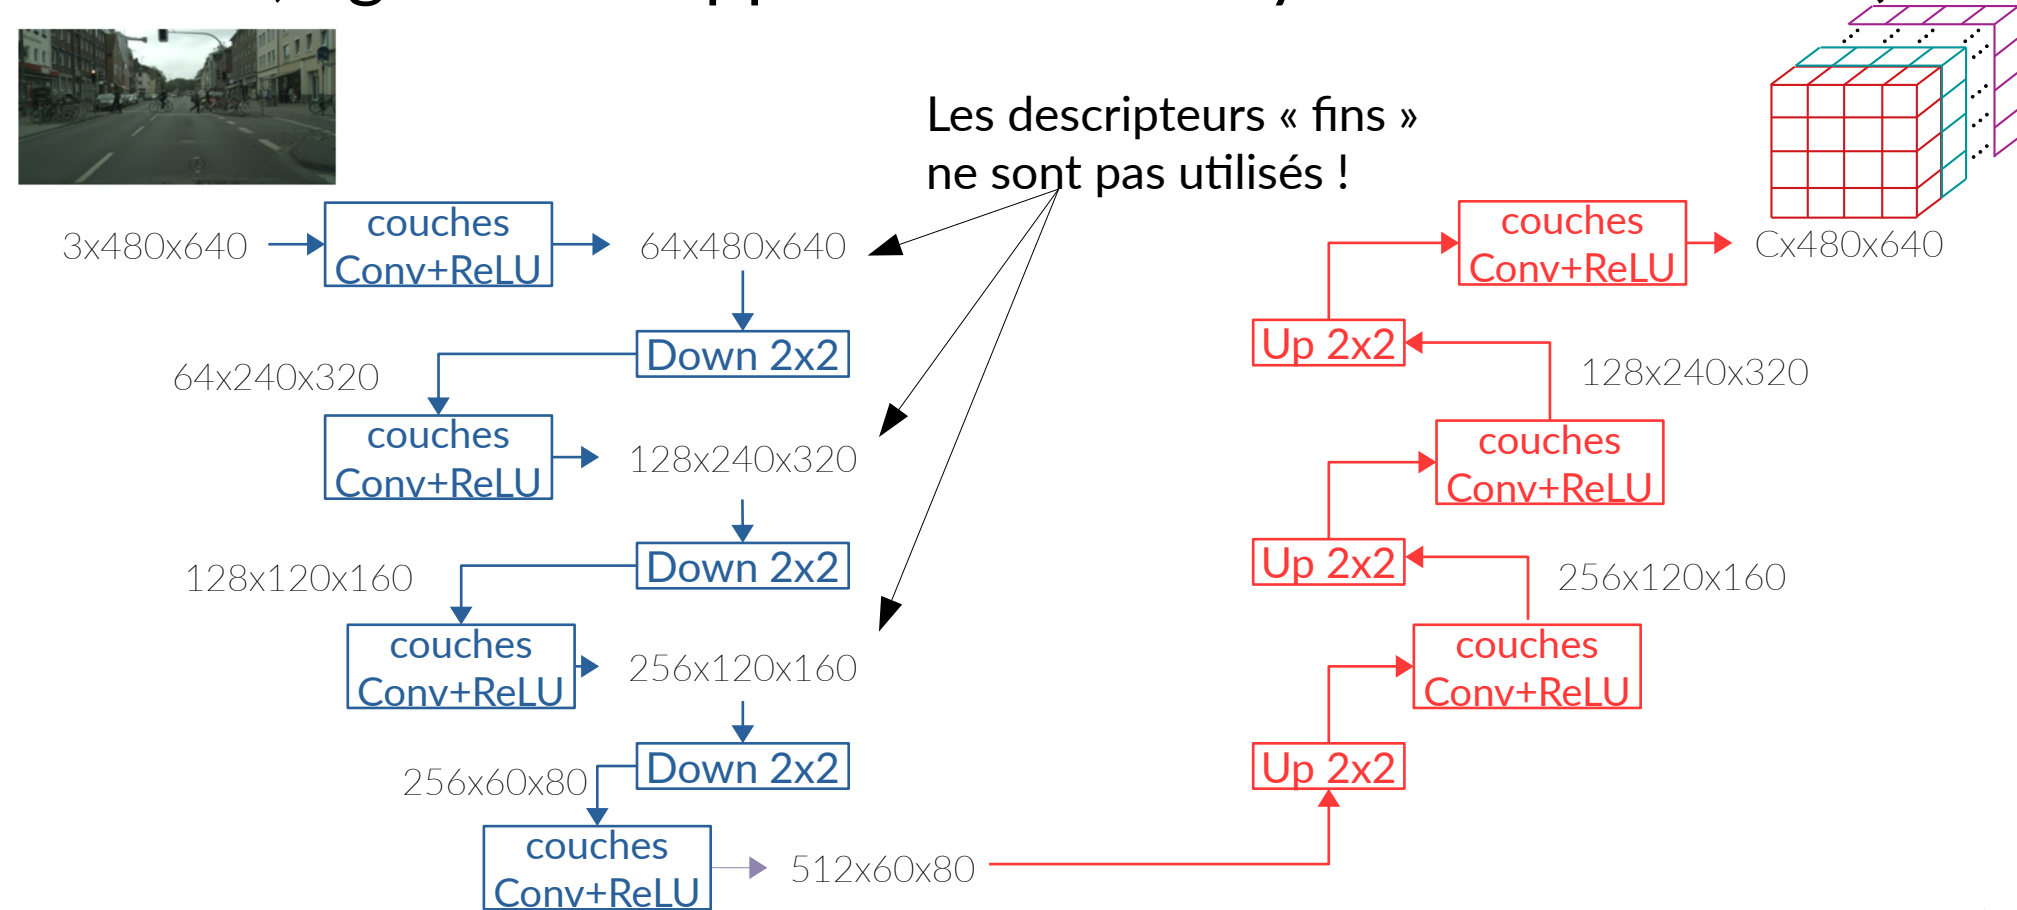 Les descripteurs « fins »
ne sont pas utilisés !
3x480x640
couches
Conv+ReLU
64x480x640
couches
Conv+ReLU
Cx480x640
Down 2x2
Up 2x2
64x240x320
128x240x320
couches
Conv+ReLU
128x240x320
couches
Conv+ReLU
Down 2x2
Up 2x2
128x120x160
256x120x160
couches
Conv+ReLU
256x120x160
couches
Conv+ReLU
Down 2x2
Up 2x2
256x60x80
couches
Conv+ReLU
512x60x80